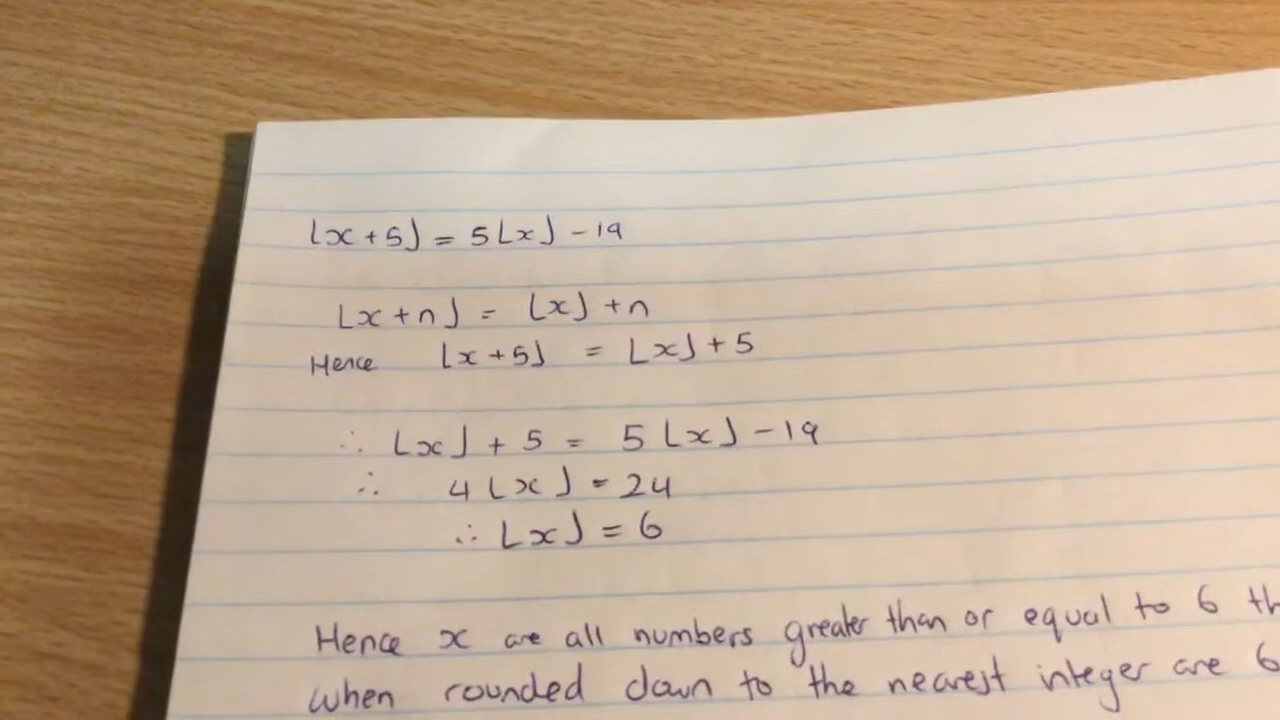 ⌊x + 5⌋ = 5⌊x⌋ - 19
⌊x + n⌋ = ⌊x⌋ + n
Hence ⌊x + 5⌋ = ⌊x⌋ + 5
∴ ⌊x⌋ + 5 = 5⌊x⌋ - 19
∴ 4⌊x⌋ = 24
∴ ⌊x⌋ = 6
Hence x are all numbers greater than or equal to 6
when rounded down to the nearest integer are 6